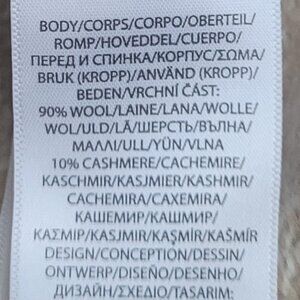 BODY/CORPS/CORPO/OBERTEIL/
ROMP/HOVEDDEL/CUERPO/
ПЕРЕД И СПИНКА/КОРПУС/ΣΩΜΑ/
BRUK (KROPP)/ANVÄND (KROPP)/
BEDEN/VRCHNÍ ČÁST:
90% WOOL/LAINE/LANA/WOLLE/
WOL/ULD/LÃ/ШЕРСТЬ/ВЪЛНА/
ΜΑΛΛΙ/ULL/YÜN/VLNA
10% CASHMERE/CACHEMIRE/
KASCHMIR/KASJMIER/KASHMIR/
CACHEMIRA/CAXEMIRA/
КАШЕМИР/КАШМИР/
ΚΑΣΜΙΡ/KASJMIR/KAŞMİR/KAŠMÍR
DESIGN/CONCEPTION/DESSIN/
ONTWERP/DISEÑO/DESENHO/
ДИЗАЙН/ΣΧΕΔΙΟ/TASARIM: